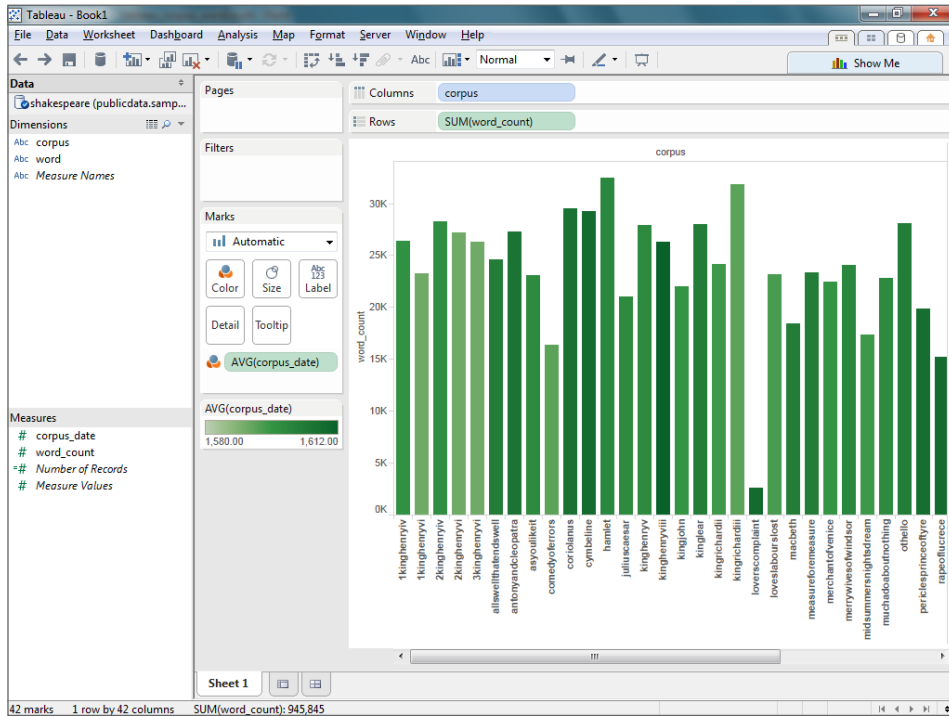 Tableau - Book1
File Data Worksheet Dashboard Analysis Map Format Server Window Help
Abc Normal Show Me
Data
shakespeare (publicdata.samp...
Dimensions
Abc corpus
Abc word
Abc Measure Names
Measures
# corpus_date
# word_count
=# Number of Records
# Measure Values
Pages
Filters
Marks
Automatic
Abc
123
Color Size Label
Detail Tooltip
AVG(corpus_date)
AVG(corpus_date)
1,580.00 1,612.00
Columns corpus
Rows SUM(word_count)
corpus
word_count
30K
25K
20K
15K
10K
5K
0K
1kinghenryiv
1kinghenryvi
2kinghenryiv
2kinghenryvi
3kinghenryvi
allswellthatendswell
antonyandcleopatra
asyoulikeit
comedyoferrors
coriolanus
cymbeline
hamlet
juliuscaesar
kinghenryv
kinghenryviii
kingjohn
kinglear
kingrichardii
kingrichardiii
loverscomplaint
loveslabourslost
macbeth
measureforemeasure
merchantofvenice
merrywivesofwindsor
midsummersnightsdream
muchadoaboutnothing
othello
periclesprinceoftyre
rapeoflucrece
Sheet 1
42 marks 1 row by 42 columns SUM(word_count): 945,845